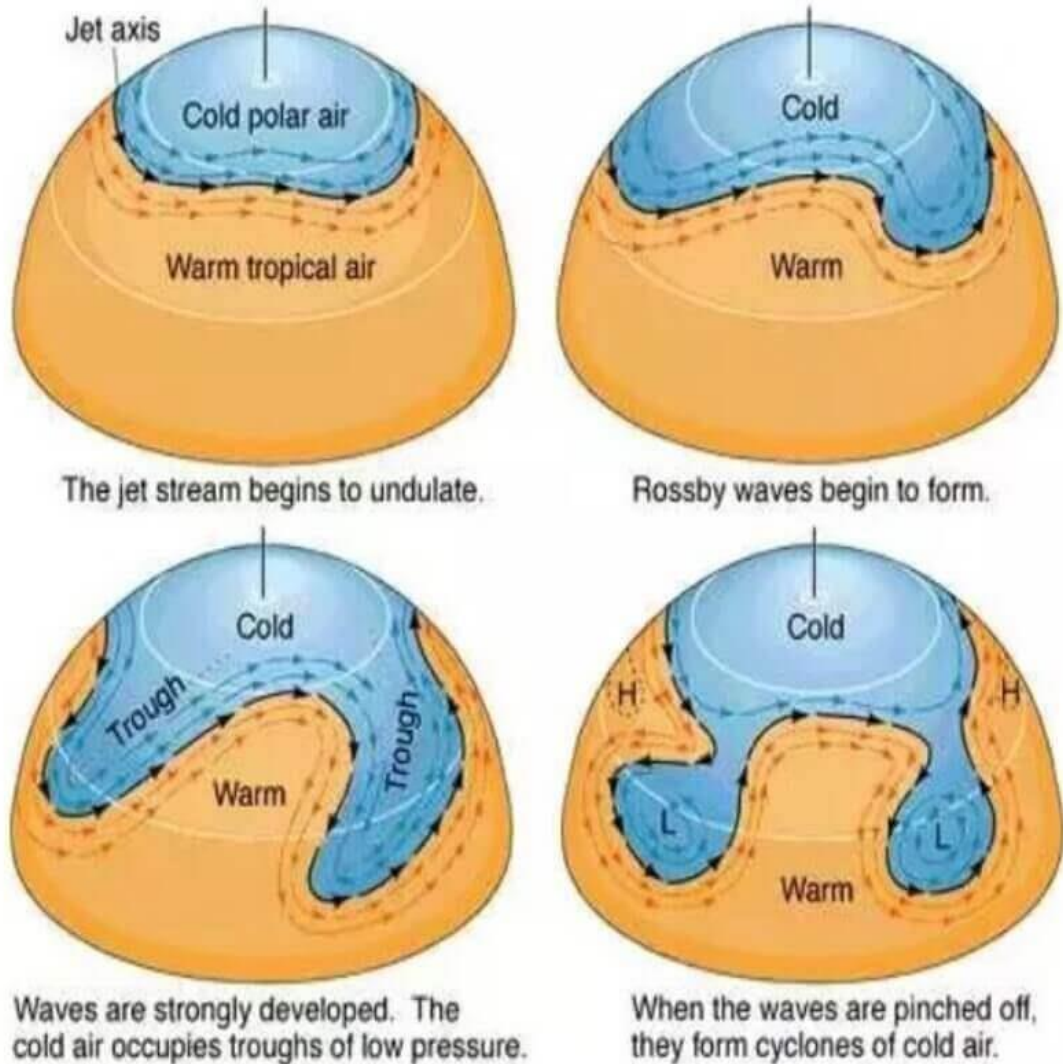 Jet axis
Cold polar air
Warm tropical air
The jet stream begins to undulate.
Cold
Warm
Rossby waves begin to form.
Cold
Trough
Trough
Warm
Waves are strongly developed. The
cold air occupies troughs of low pressure.
Cold
H
H
L
L
Warm
When the waves are pinched off,
they form cyclones of cold air.